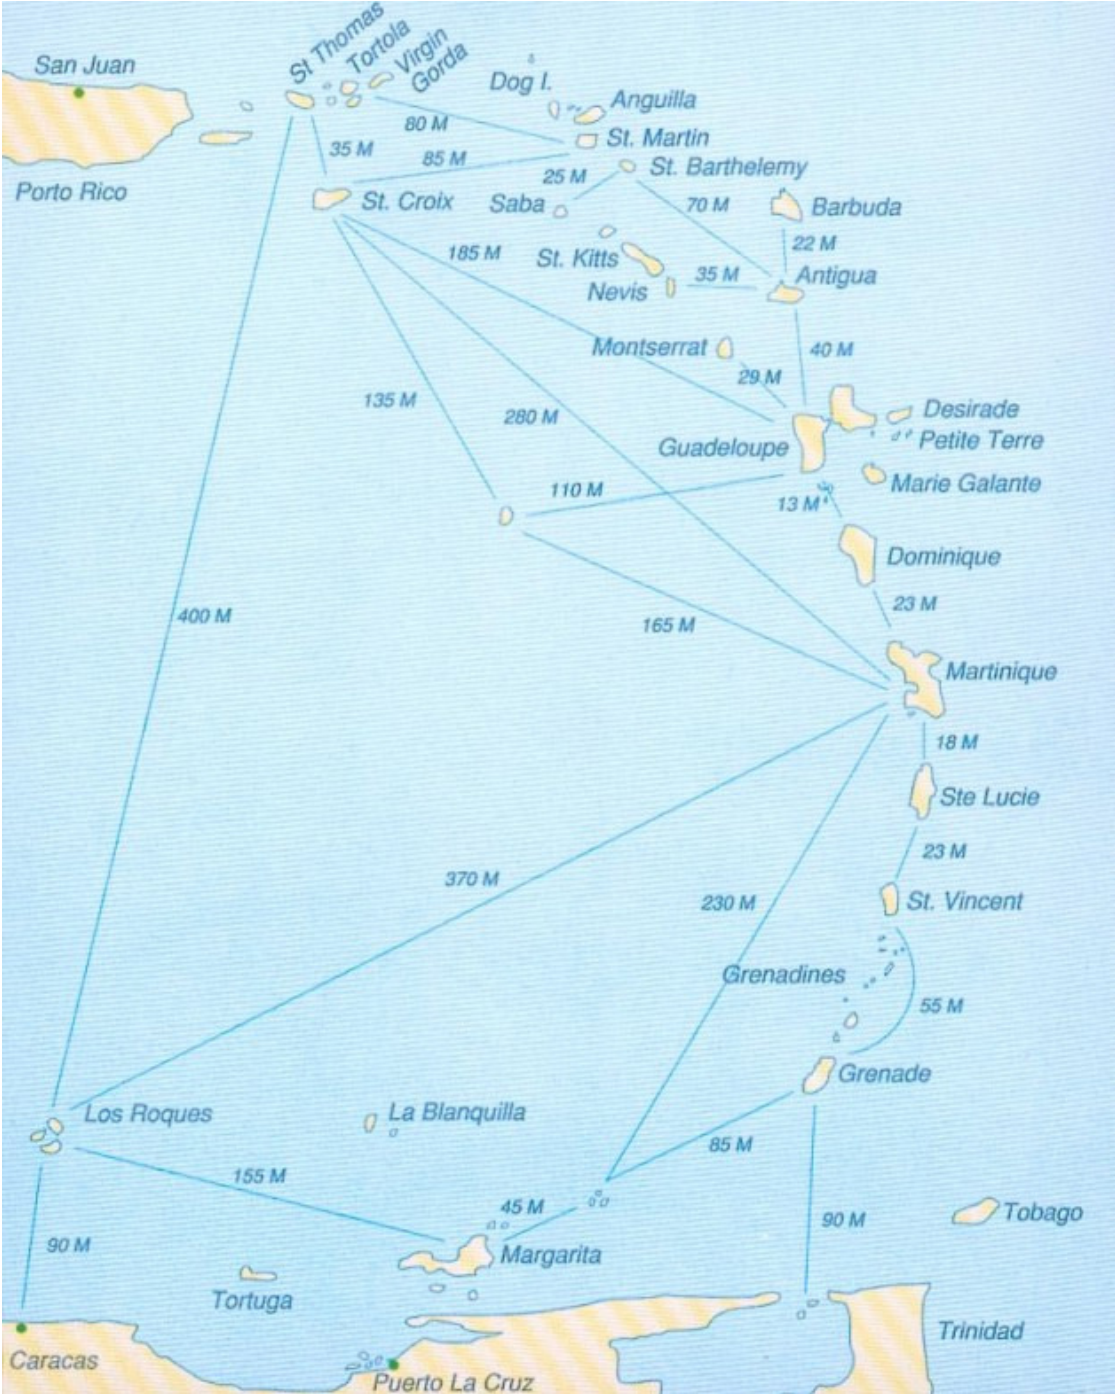 St Thomas
Tortola
Virgin
Gorda
San Juan
Dog I.
Anguilla
80 M
St. Martin
35 M
85 M
St. Barthelemy
25 M
Porto Rico
St. Croix
Saba
70 M
Barbuda
185 M
22 M
St. Kitts
35 M
Antigua
Nevis
Montserrat
40 M
29 M
135 M
280 M
Desirade
Guadeloupe
Petite Terre
110 M
13 M
Marie Galante
Dominique
23 M
400 M
165 M
Martinique
18 M
Ste Lucie
23 M
370 M
230 M
St. Vincent
Grenadines
55 M
Grenade
Los Roques
La Blanquilla
85 M
155 M
45 M
90 M
Tobago
90 M
Margarita
Tortuga
Trinidad
Caracas
Puerto La Cruz